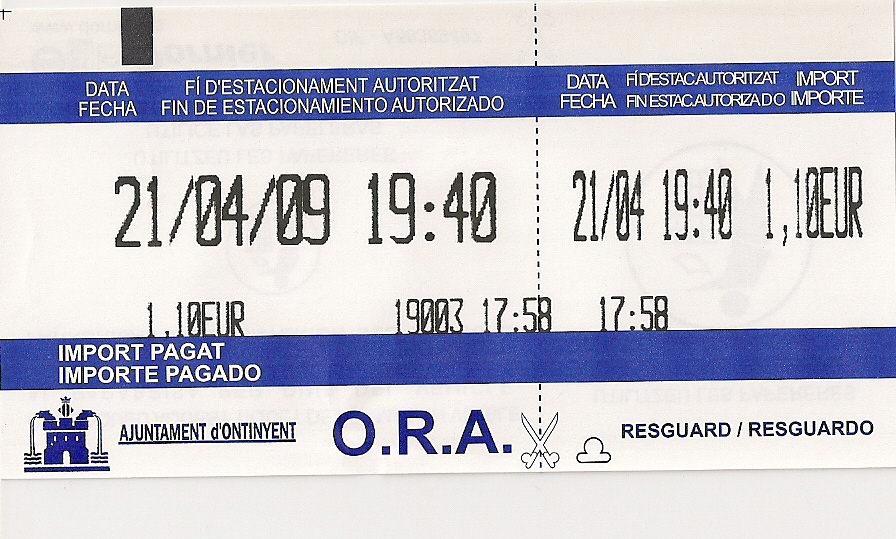 DATA FÍ D'ESTACIONAMENT AUTORITZAT
FECHA FIN DE ESTACIONAMIENTO AUTORIZADO
21/04/09 19:40
1,10EUR 19003 17:58
IMPORT PAGAT
IMPORTE PAGADO
AJUNTAMENT d'ONTINYENT O.R.A.
DATA FÍ D'ESTAC AUTORITZAT IMPORT
FECHA FIN ESTAC.AUTORIZADO IMPORTE
21/04 19:40 1,10EUR
17:58
RESGUARD / RESGUARDO